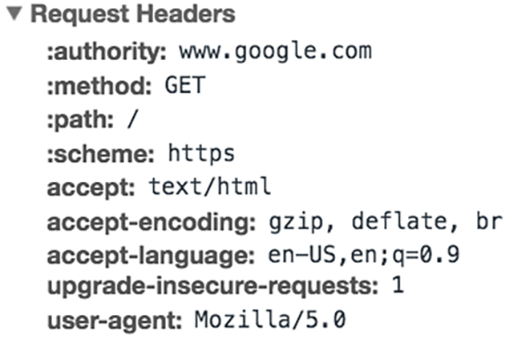 ▼ Request Headers
:authority: www.google.com
:method: GET
:path: /
:scheme: https
accept: text/html
accept-encoding: gzip, deflate, br
accept-language: en-US,en;q=0.9
upgrade-insecure-requests: 1
user-agent: Mozilla/5.0